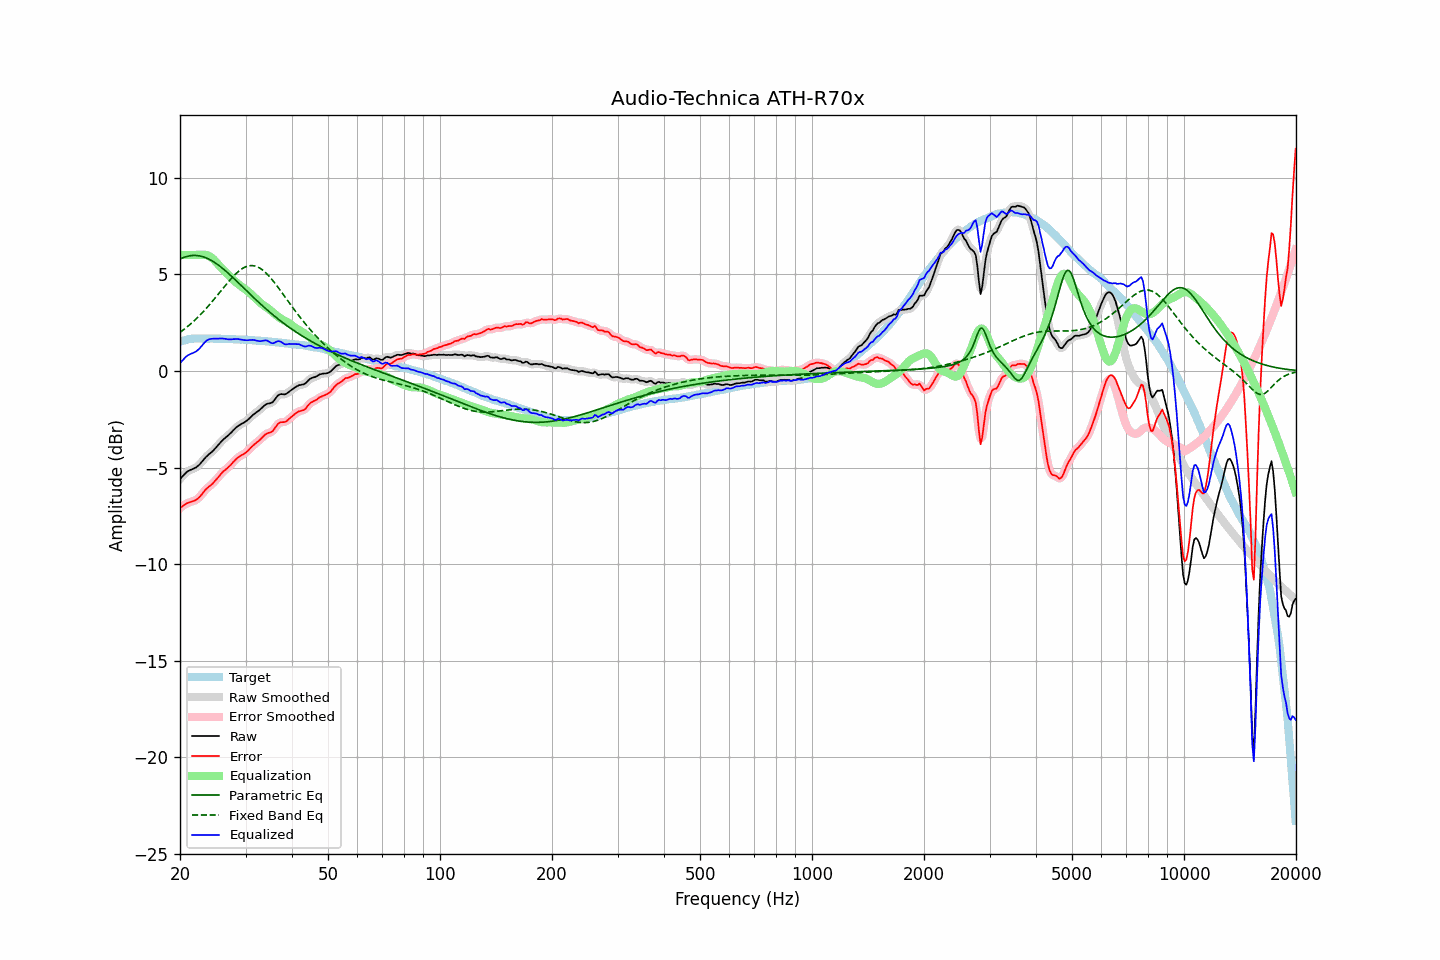 Audio-Technica ATH-R70x
Amplitude (dBr)
10
5
0
−5
−10
−15
−20
−25
Target
Raw Smoothed
Error Smoothed
Raw
Error
Equalization
Parametric Eq
Fixed Band Eq
Equalized
20 50 100 200 500 1000 2000 5000 10000 20000
Frequency (Hz)